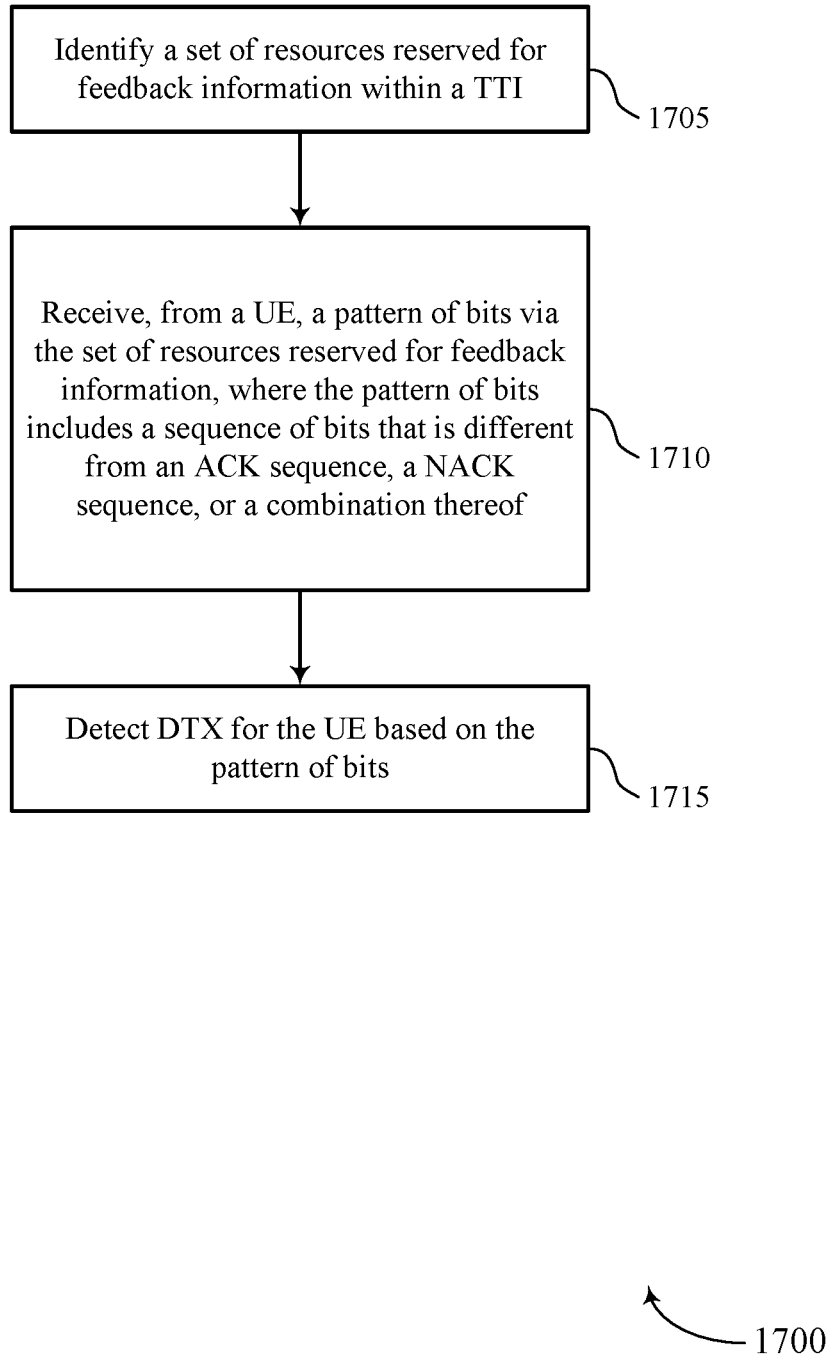 Identify a set of resources reserved for
feedback information within a TTI
1705
Receive, from a UE, a pattern of bits via
the set of resources reserved for feedback
information, where the pattern of bits
includes a sequence of bits that is different
from an ACK sequence, a NACK
sequence, or a combination thereof
1710
Detect DTX for the UE based on the
pattern of bits
1715
1700